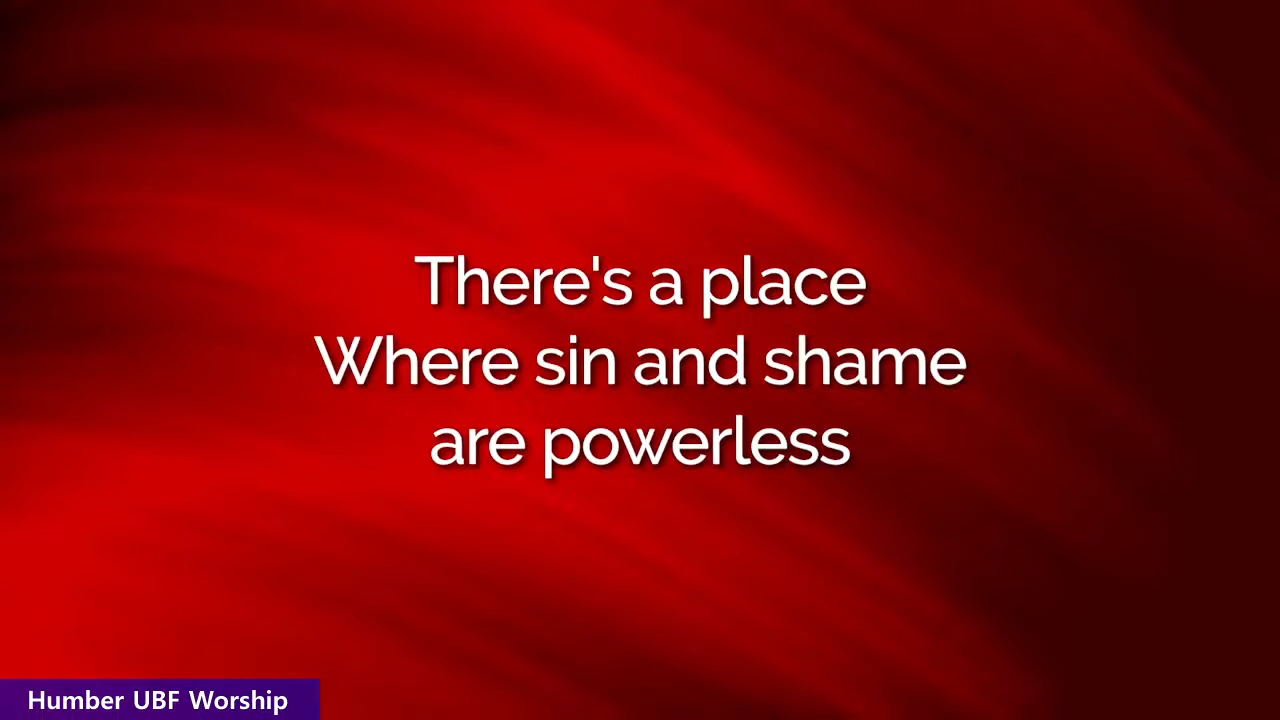 There's a place
Where sin and shame
are powerless
Humber UBF Worship